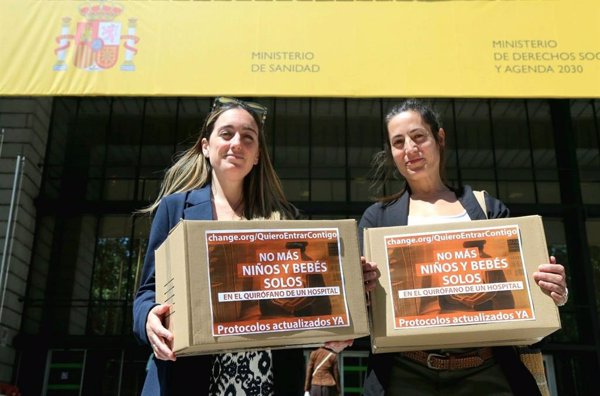 MINISTERIO
DE SANIDAD
MINISTERIO
DE DERECHOS SOC
Y AGENDA 2030
change.org/QuieroEntrarContigo
NO MÁS
NIÑOS Y BEBÉS
SOLOS
EN EL QUIRÓFANO DE UN HOSPITAL
Protocolos actualizados YA
change.org/QuieroEntrarContigo
NO MÁS
NIÑOS Y BEBÉS
SOLOS
EN EL QUIRÓFANO DE UN HOSPITAL
Protocolos actualizados YA